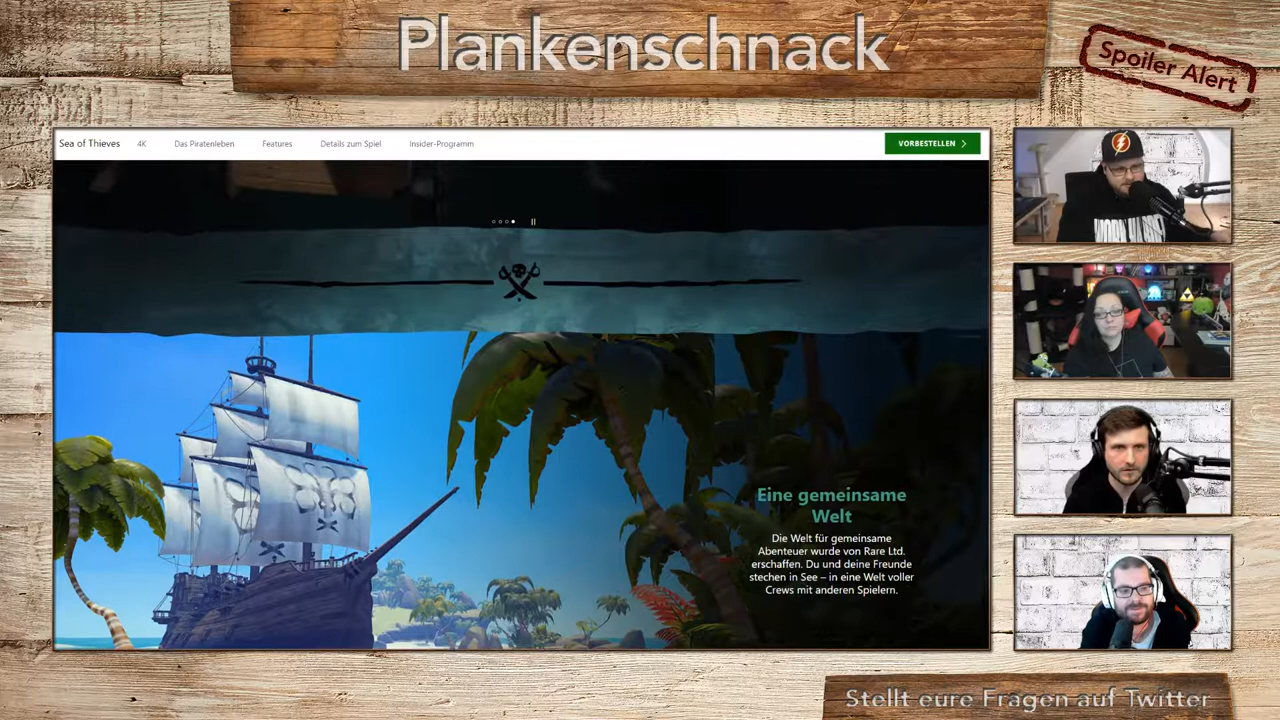 Plankenschnack
Spoiler Alert
Sea of Thieves 4K Das Piratenleben Features Details zum Spiel Insider-Programm VORBESTELLEN
Eine gemeinsame
Welt
Die Welt für gemeinsame
Abenteuer wurde von Rare Ltd.
erschaffen. Du und deine Freunde
stechen in See – in eine Welt voller
Crews mit anderen Spielern.
Stellt eure Fragen auf Twitter